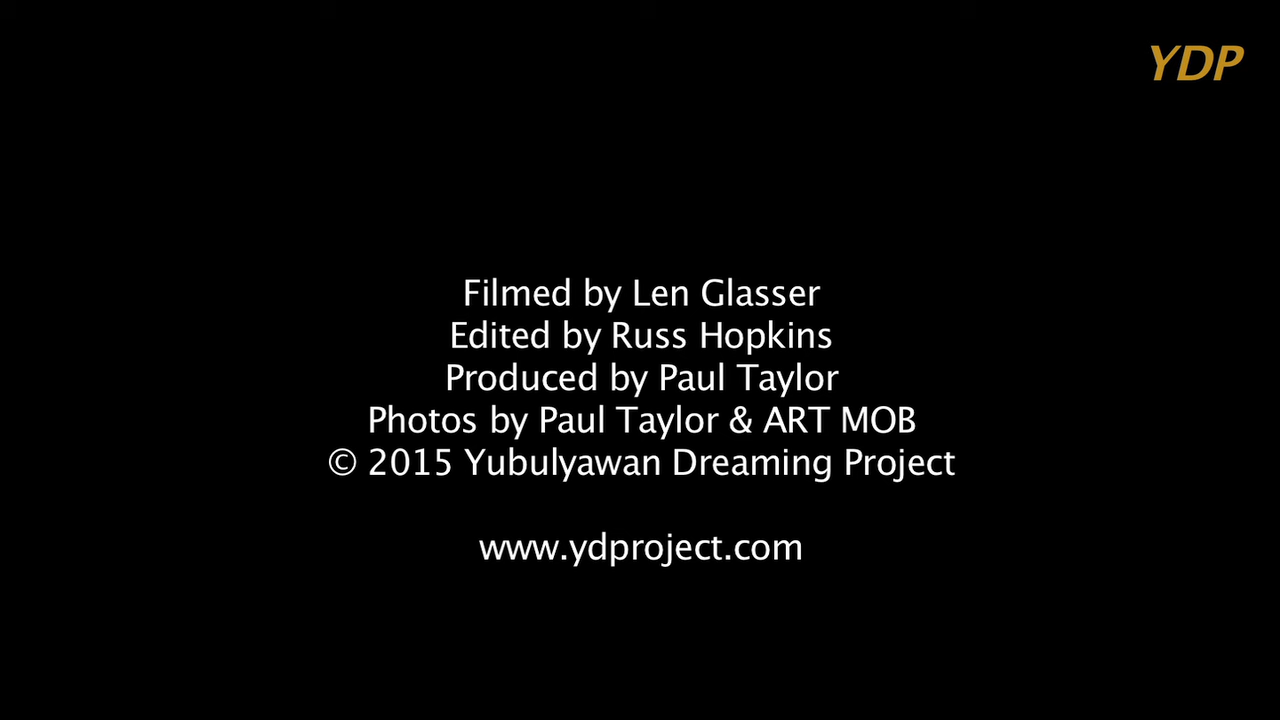 YDP
Filmed by Len Glasser
Edited by Russ Hopkins
Produced by Paul Taylor
Photos by Paul Taylor & ART MOB
© 2015 Yubulyawan Dreaming Project
www.ydproject.com